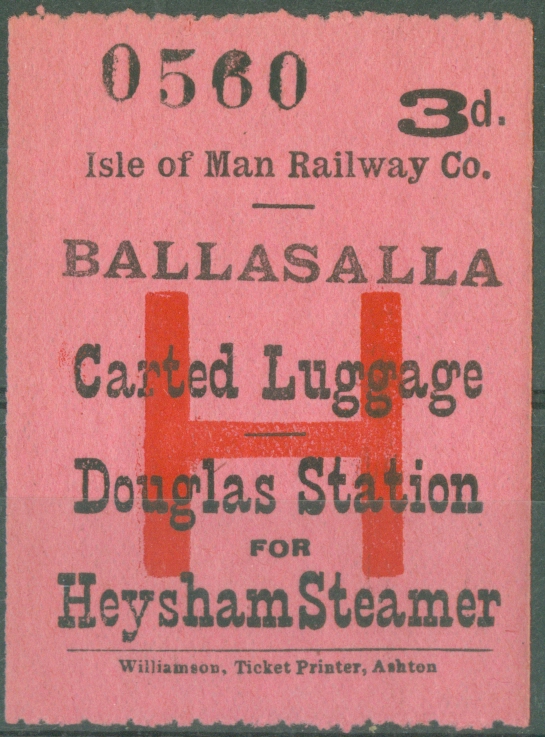 0560
3d.
Isle of Man Railway Co.
BALLASALLA
H
Carted Luggage
Douglas Station
FOR
Heysham Steamer
Williamson, Ticket Printer, Ashton